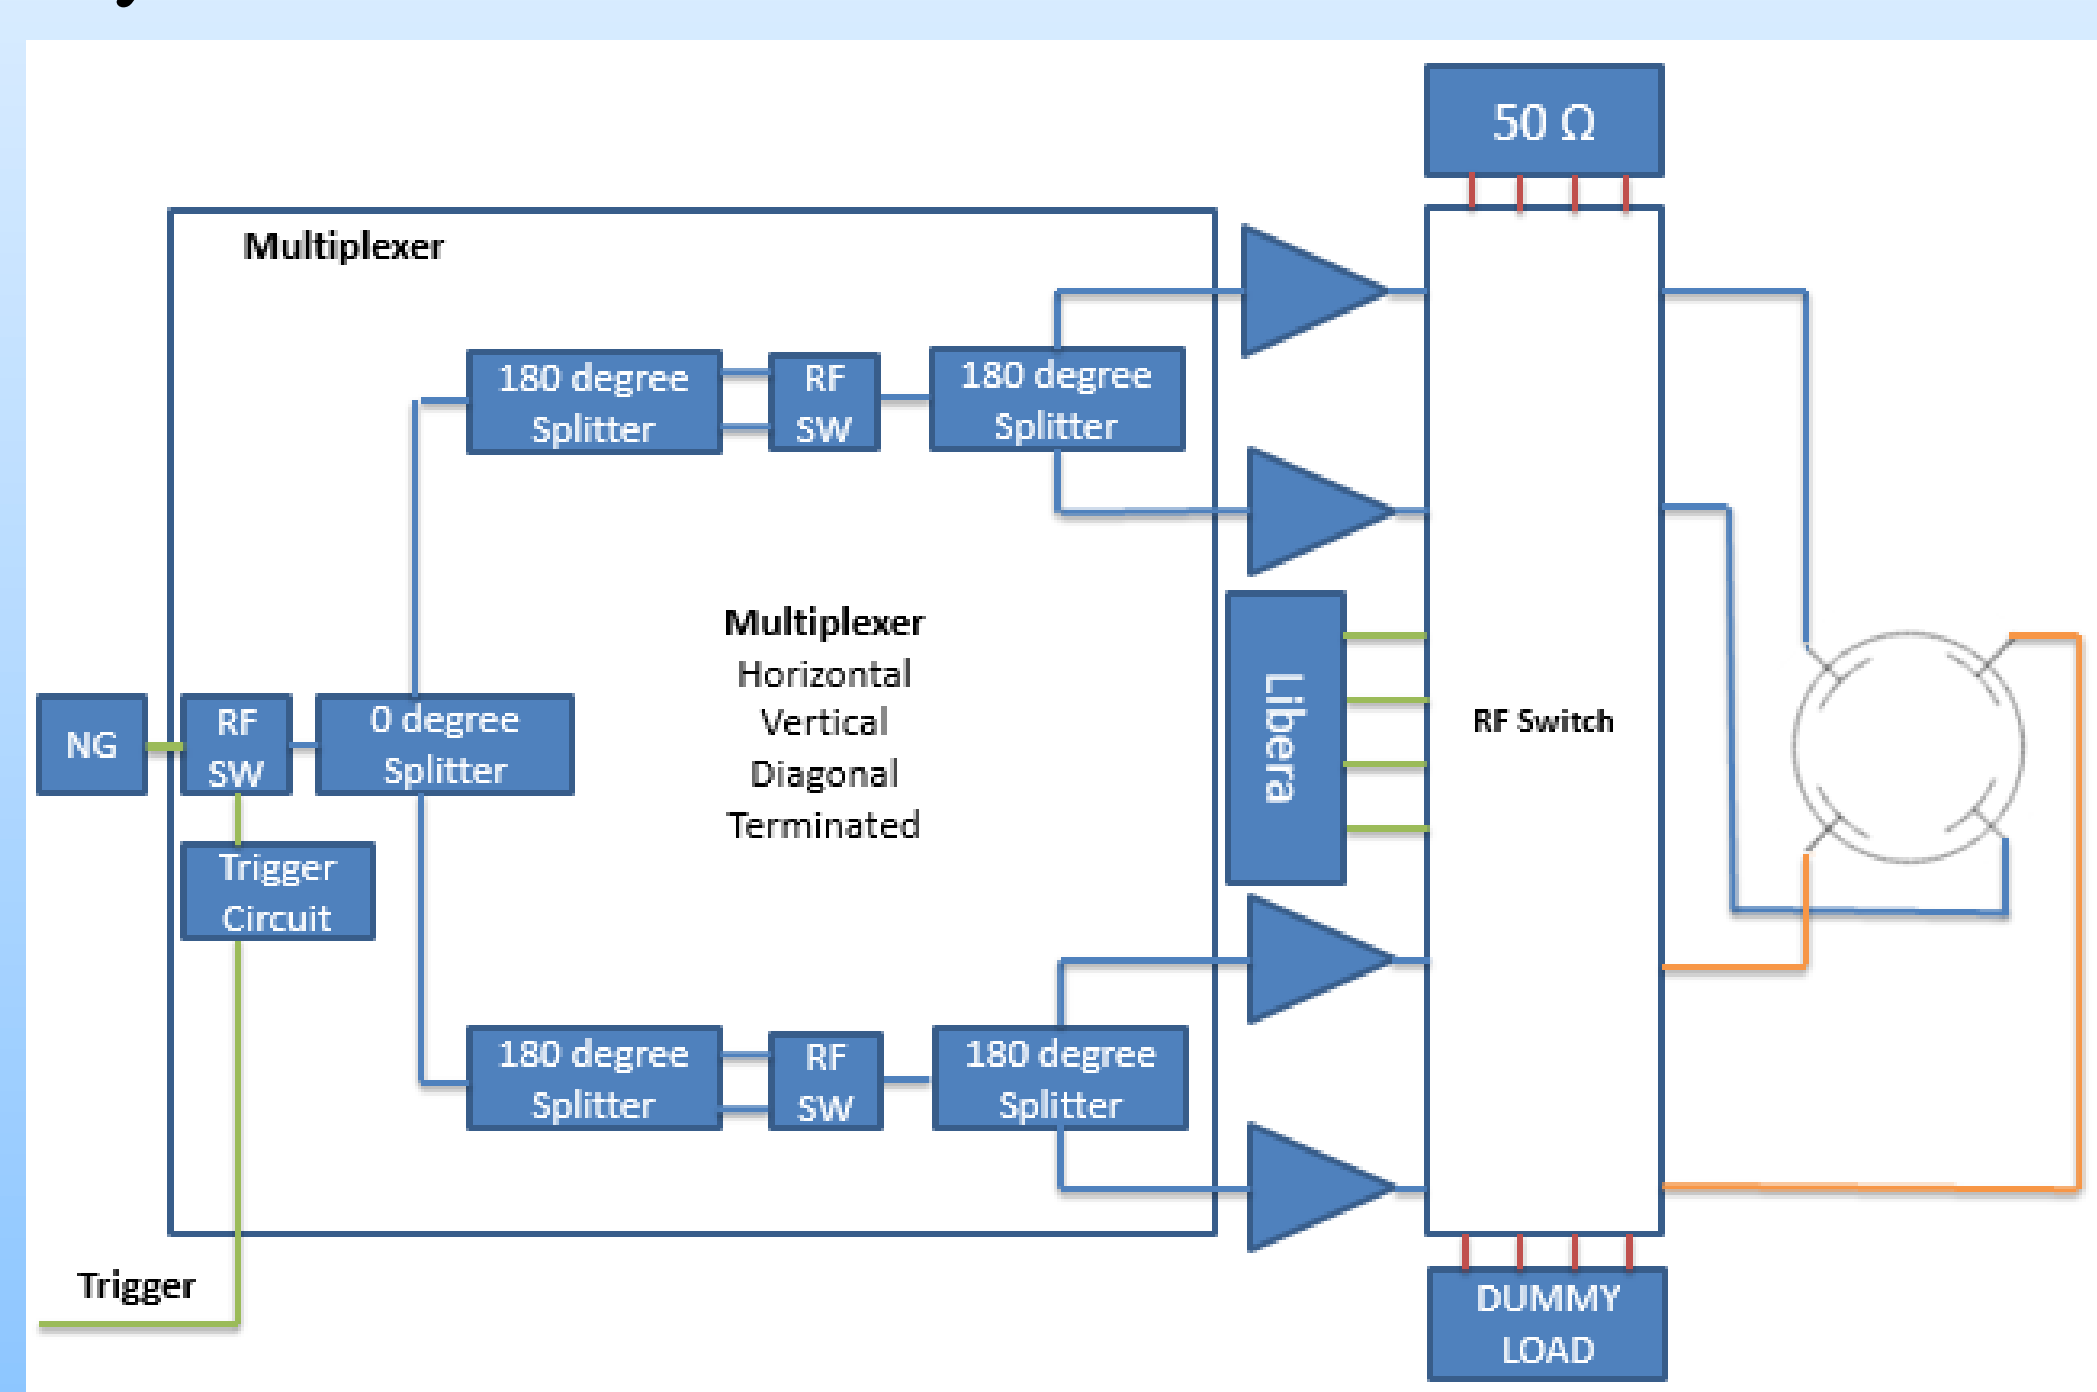 50 Ω
Multiplexer
180 degree
Splitter
RF
SW
180 degree
Splitter
Multiplexer
Horizontal
Vertical
Diagonal
Terminated
NG
RF
SW
0 degree
Splitter
Libera
RF Switch
Trigger
Circuit
180 degree
Splitter
RF
SW
180 degree
Splitter
Trigger
DUMMY
LOAD